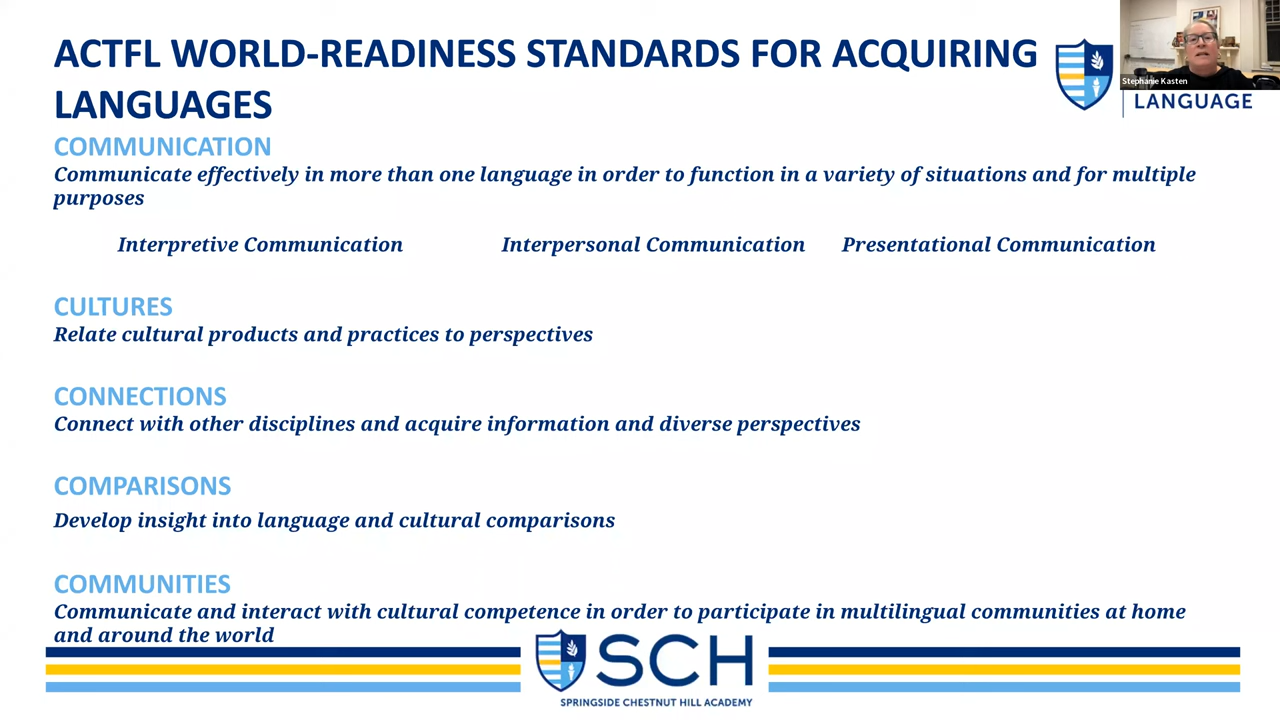 ACTFL WORLD-READINESS STANDARDS FOR ACQUIRING
LANGUAGES
Stephanie Kasten
LANGUAGE
COMMUNICATION
Communicate effectively in more than one language in order to function in a variety of situations and for multiple
purposes
Interpretive Communication Interpersonal Communication Presentational Communication
CULTURES
Relate cultural products and practices to perspectives
CONNECTIONS
Connect with other disciplines and acquire information and diverse perspectives
COMPARISONS
Develop insight into language and cultural comparisons
COMMUNITIES
Communicate and interact with cultural competence in order to participate in multilingual communities at home
and around the world
SCH
SPRINGSIDE CHESTNUT HILL ACADEMY